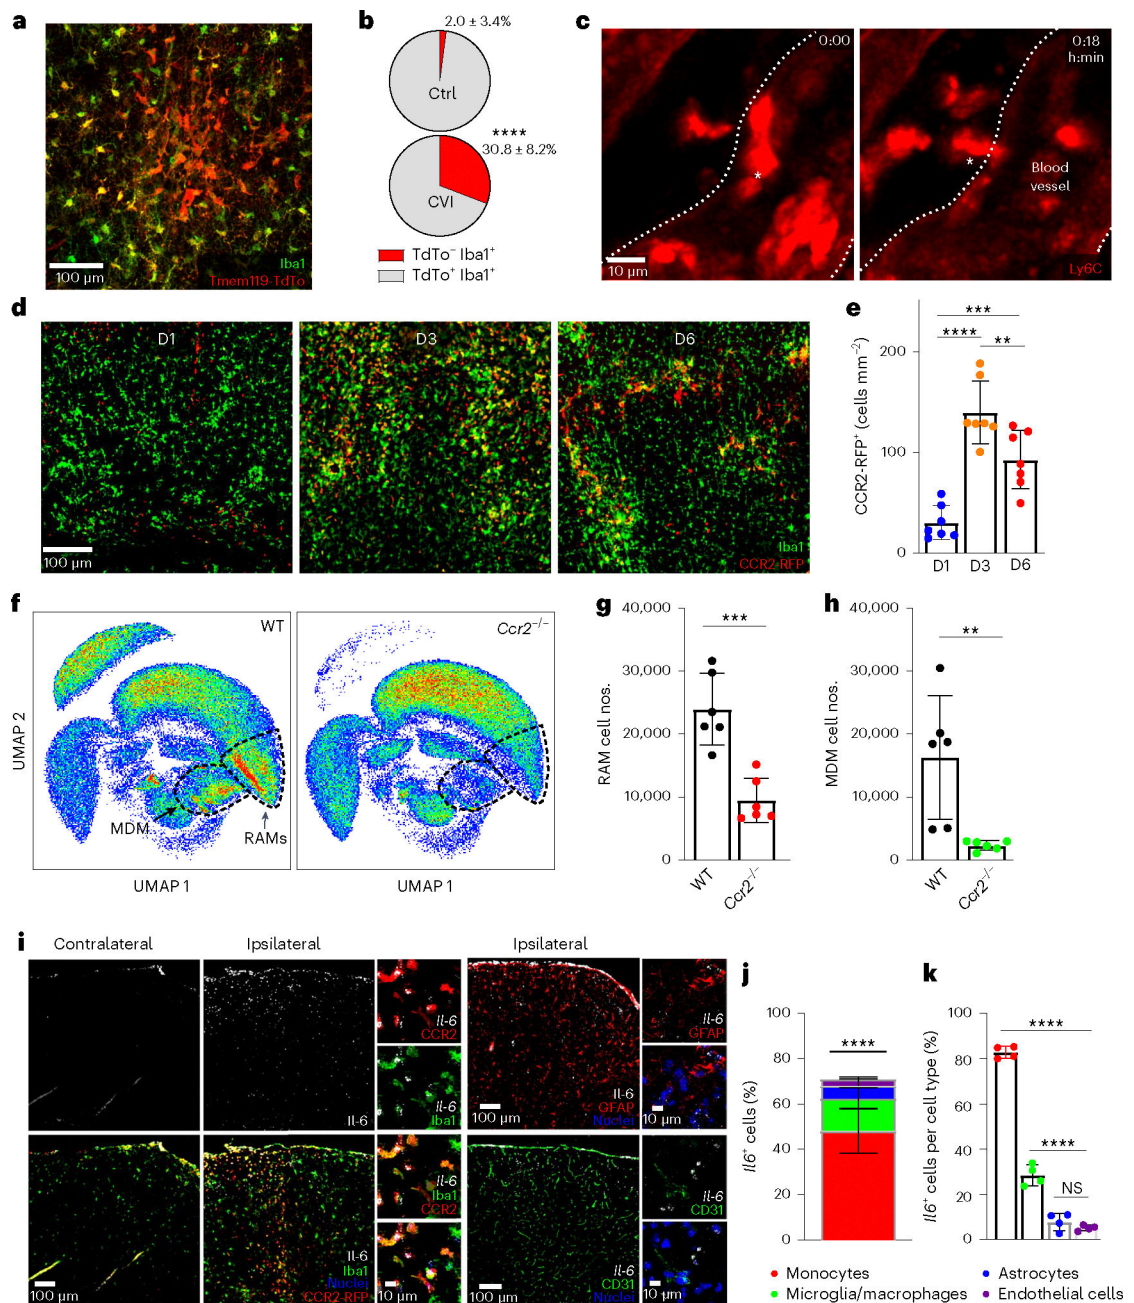 a
Iba1
Tmem119-TdTo
100 µm
b
2.0 ± 3.4%
Ctrl
****
30.8 ± 8.2%
CVI
TdTo⁻ Iba1⁺
TdTo⁺ Iba1⁺
c
0:00
10 µm
*
0:18
h:min
*
Blood
vessel
Ly6C
d
D1
D3
D6
100 µm
Iba1
CCR2-RFP
e
CCR2-RFP⁺ (cells mm⁻²)
200
100
0
***
****
**
D1
D3
D6
f
WT
Ccr2⁻/⁻
UMAP 2
MDM
RAMs
UMAP 1
UMAP 1
g
RAM cell nos.
40,000
30,000
20,000
10,000
0
***
WT
Ccr2⁻/⁻
h
MDM cell nos.
40,000
30,000
20,000
10,000
0
**
WT
Ccr2⁻/⁻
i
Contralateral
Ipsilateral
Ipsilateral
Il-6
Il-6
CCR2
Il-6
Iba1
Il-6
GFAP
Nuclei
100 µm
Il-6
GFAP
10 µm
100 µm
Il-6
Iba1
Nuclei
CCR2-RFP
100 µm
Il-6
Iba1
CCR2
10 µm
Il-6
CD31
Nuclei
100 µm
Il-6
CD31
10 µm
j
Il6⁺ cells (%)
100
80
60
40
20
0
****
k
Il6⁺ cells per cell type (%)
100
80
60
40
20
0
****
****
NS
Monocytes
Astrocytes
Microglia/macrophages
Endothelial cells